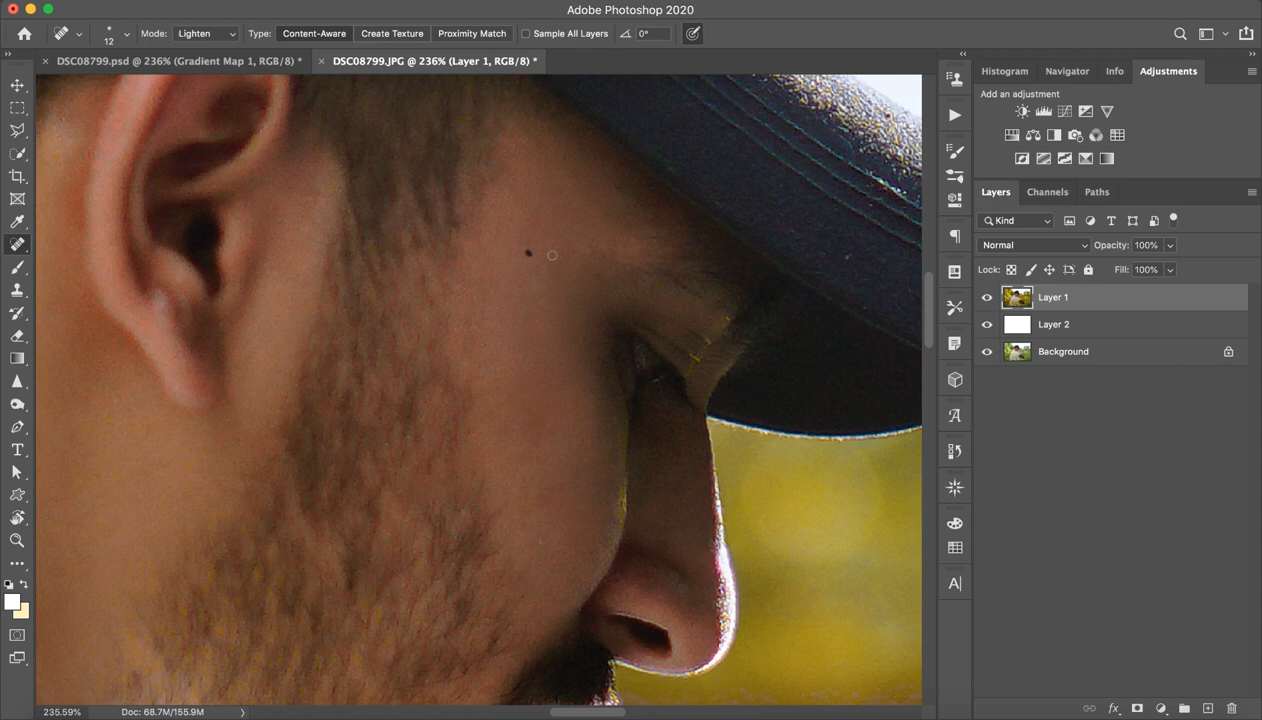 Adobe Photoshop 2020
12
Mode: Lighten
Type: Content-Aware Create Texture Proximity Match
Sample All Layers
0°
DSC08799.psd @ 236% (Gradient Map 1, RGB/8) *
DSC08799.JPG @ 236% (Layer 1, RGB/8) *
Histogram Navigator Info Adjustments
Add an adjustment
Layers Channels Paths
Kind
Normal Opacity: 100%
Lock: Fill: 100%
Layer 1
Layer 2
Background
235.59% Doc: 68.7M/155.9M